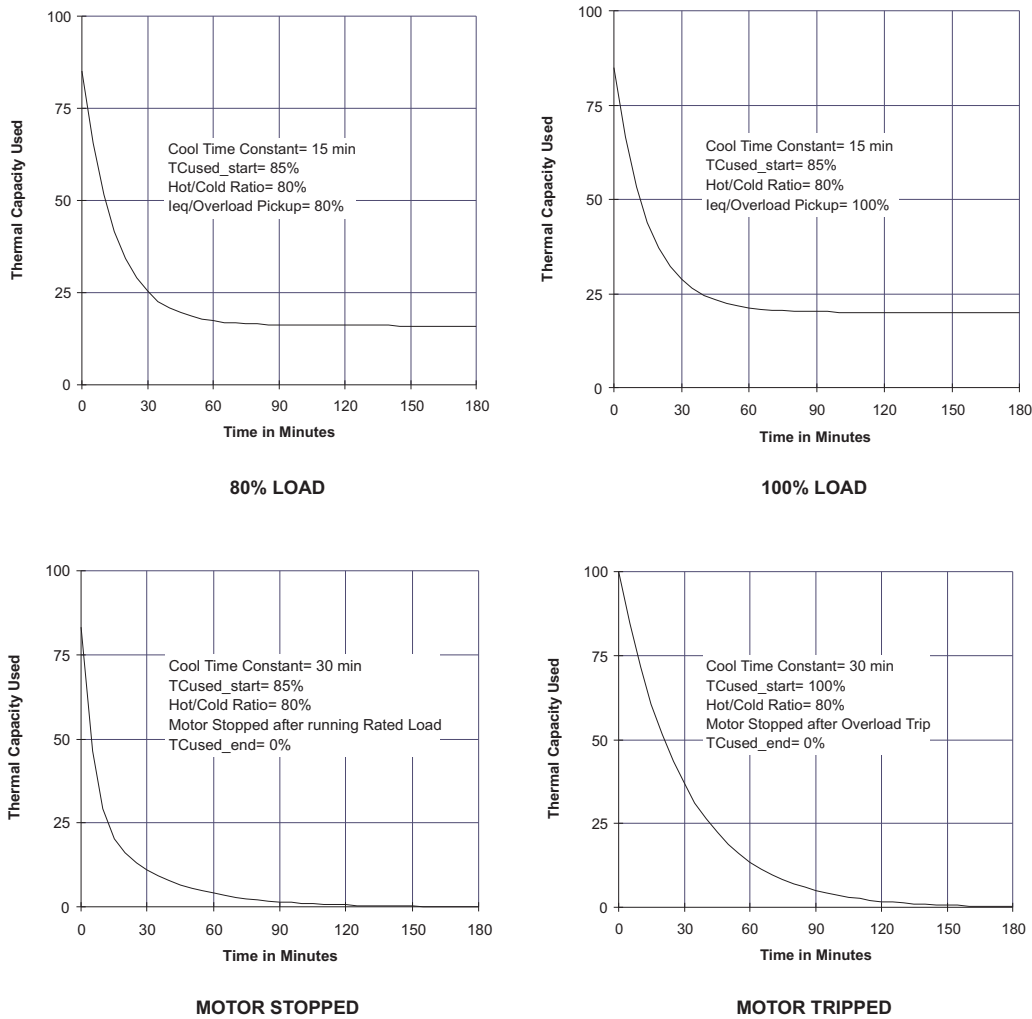 100
75
50
25
0
Thermal Capacity Used
Cool Time Constant= 15 min
TCused_start= 85%
Hot/Cold Ratio= 80%
Ieq/Overload Pickup= 80%
0 30 60 90 120 150 180
Time in Minutes
80% LOAD
100
75
50
25
0
Thermal Capacity Used
Cool Time Constant= 15 min
TCused_start= 85%
Hot/Cold Ratio= 80%
Ieq/Overload Pickup= 100%
0 30 60 90 120 150 180
Time in Minutes
100% LOAD
100
75
50
25
0
Thermal Capacity Used
Cool Time Constant= 30 min
TCused_start= 85%
Hot/Cold Ratio= 80%
Motor Stopped after running Rated Load
TCused_end= 0%
0 30 60 90 120 150 180
Time in Minutes
MOTOR STOPPED
100
75
50
25
0
Thermal Capacity Used
Cool Time Constant= 30 min
TCused_start= 100%
Hot/Cold Ratio= 80%
Motor Stopped after Overload Trip
TCused_end= 0%
0 30 60 90 120 150 180
Time in Minutes
MOTOR TRIPPED